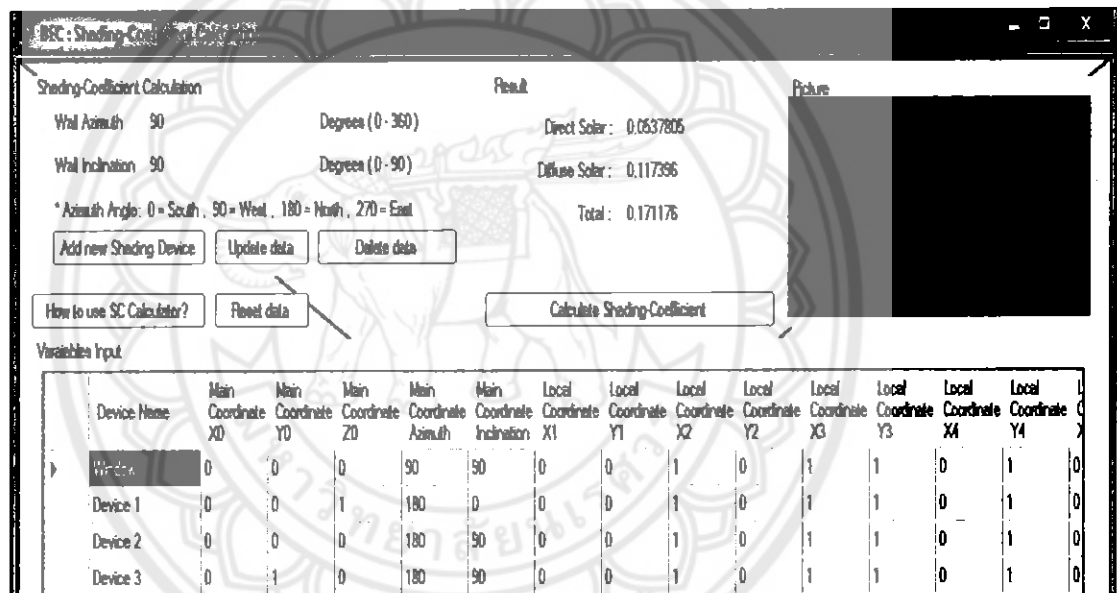 BEC : Shading-Coefficient Calculation
Shading-Coefficient Calculation
Result
Picture
Wall Azimuth 90 Degrees ( 0 - 360 )
Direct Solar : 0.0537805
Wall Inclination 90 Degrees ( 0 - 90 )
Diffuse Solar : 0.117396
* Azimuth Angle: 0 = South , 90 = West , 180 = North , 270 = East
Total : 0.171176
Add new Shading Device Update data Delete data
How to use SC Calculator? Reset data Calculate Shading-Coefficient
Variables Input
Device Name Main Coordinate X0 Main Coordinate Y0 Main Coordinate Z0 Main Coordinate Azimuth Main Coordinate Inclination Local Coordinate X1 Local Coordinate Y1 Local Coordinate X2 Local Coordinate Y2 Local Coordinate X3 Local Coordinate Y3 Local Coordinate X4 Local Coordinate Y4
Window 0 0 0 90 90 0 0 1 0 1 1 0 1 0
Device 1 0 0 1 180 0 0 0 1 0 1 1 0 1 0
Device 2 0 0 0 180 90 0 0 1 0 1 1 0 1 0
Device 3 0 1 0 180 90 0 0 1 0 1 1 0 1 0